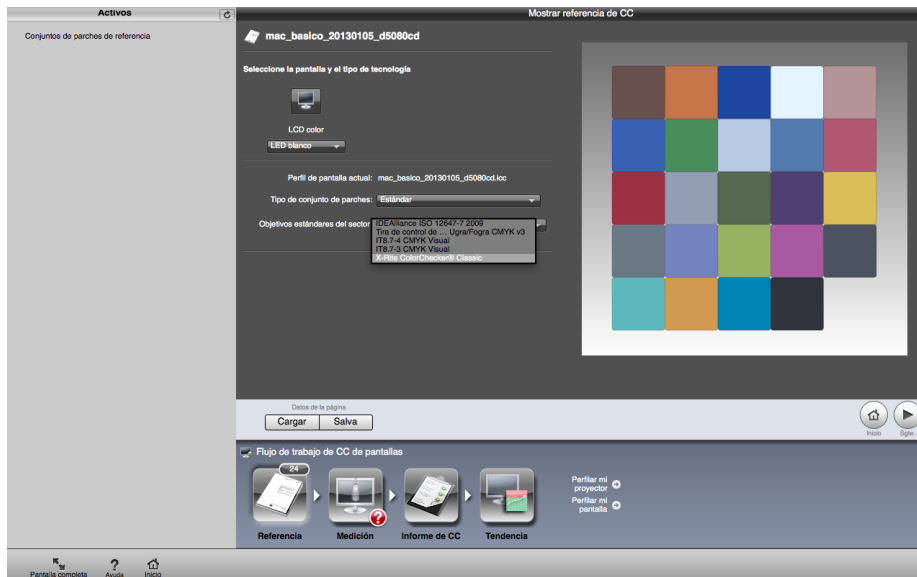 Activos
Mostrar referencia de CC
Conjuntos de parches de referencia
mac_basico_20130105_d5080cd
Seleccione la pantalla y el tipo de tecnología
LCD color
LED blanco
Perfil de pantalla actual: mac_basico_20130105_d5080cd.icc
Tipo de conjunto de parches: Estándar
Objetivos estándares del sector
IDEAlliance ISO 12647-7 2009
Tira de control de ... Ugra/Fogra CMYK v3
IT8.7-4 CMYK Visual
IT8.7-3 CMYK Visual
X-Rite ColorChecker® Classic
Datos de la página
Cargar Salva
Inicio Sgte.
Flujo de trabajo de CC de pantallas
24
Perfilar mi
proyector
Perfilar mi
pantalla
Referencia Medición Informe de CC Tendencia
Pantalla completa Ayuda Inicio